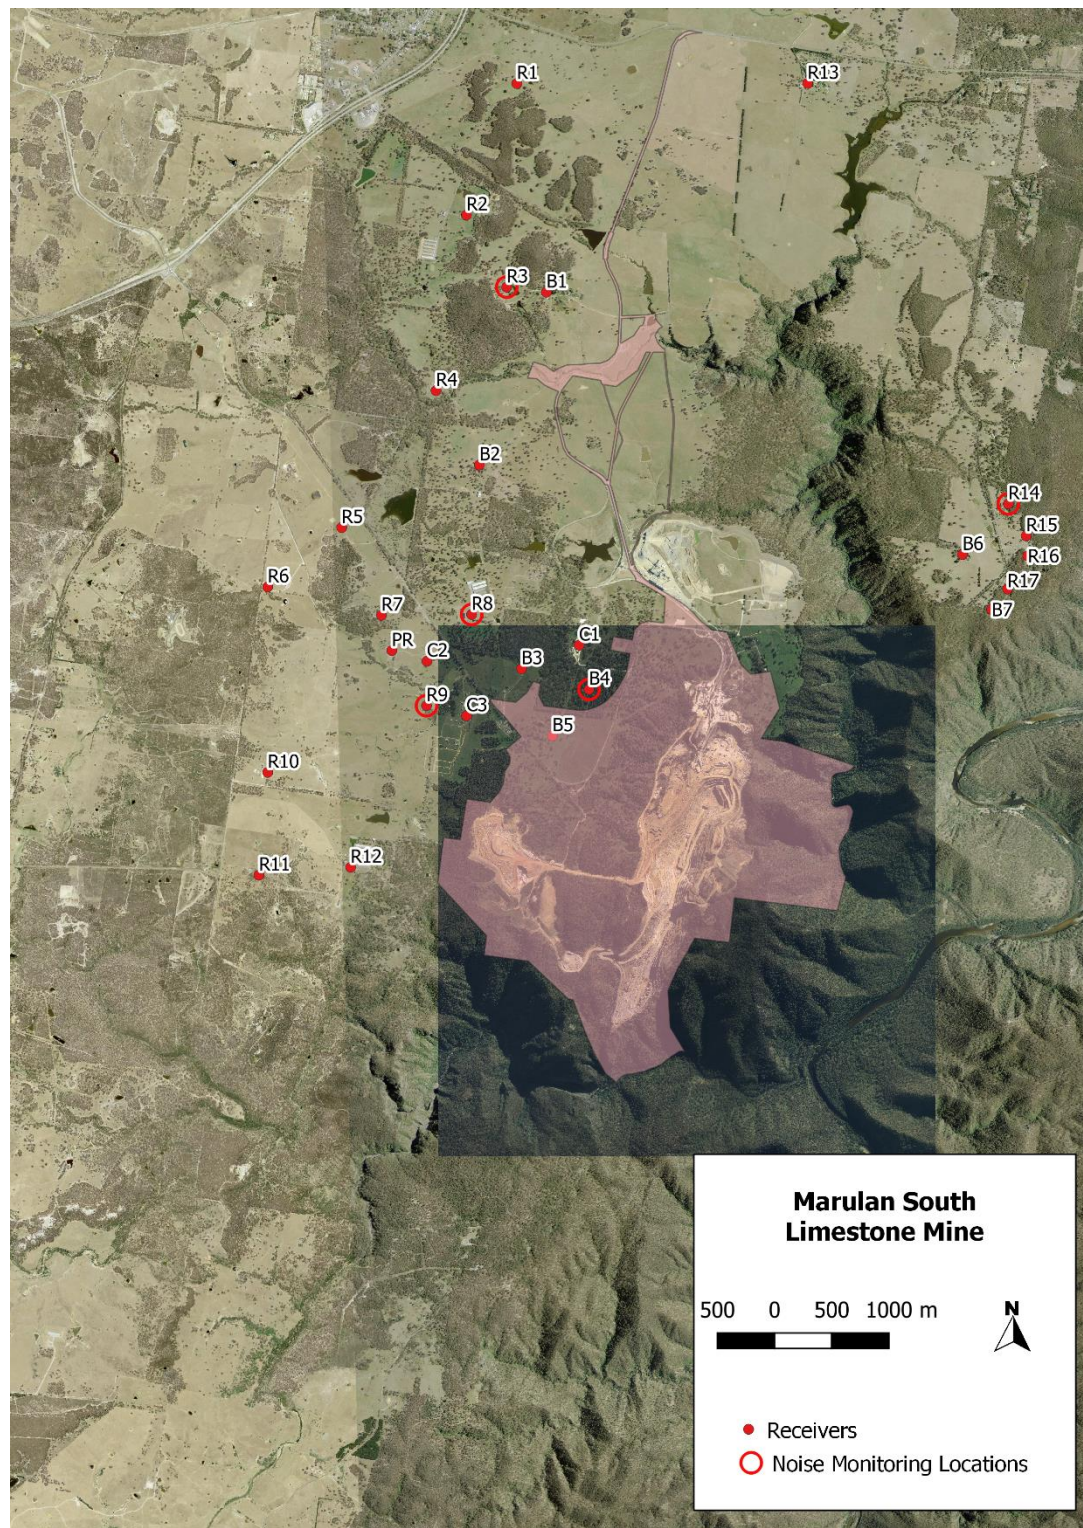 R1
R13
R2
R3
B1
R4
B2
R5
R14
R15
B6
R16
R6
R17
R7
R8
B7
PR
C1
C2
B3
B4
R9
C3
B5
R10
R11
R12
Marulan South
Limestone Mine
500 0 500 1000 m
N
Receivers
Noise Monitoring Locations